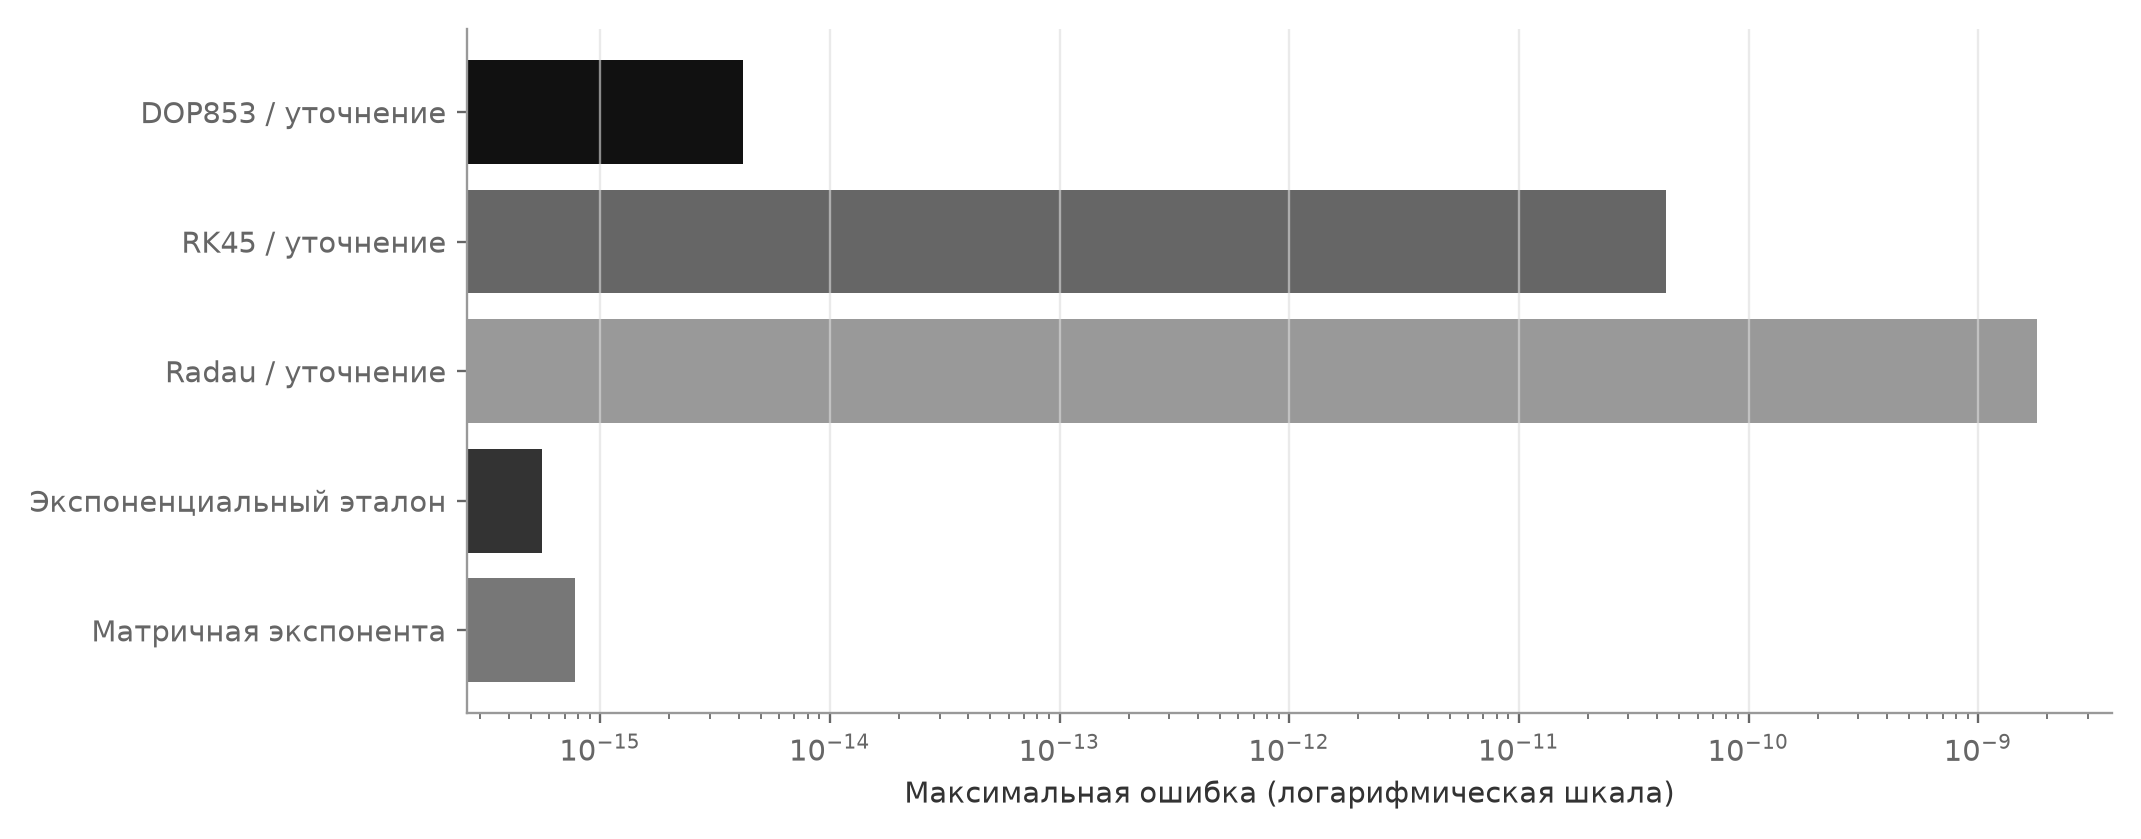 DOP853 / уточнение
RK45 / уточнение
Radau / уточнение
Экспоненциальный эталон
Матричная экспонента
10⁻¹⁵ 10⁻¹⁴ 10⁻¹³ 10⁻¹² 10⁻¹¹ 10⁻¹⁰ 10⁻⁹
Максимальная ошибка (логарифмическая шкала)